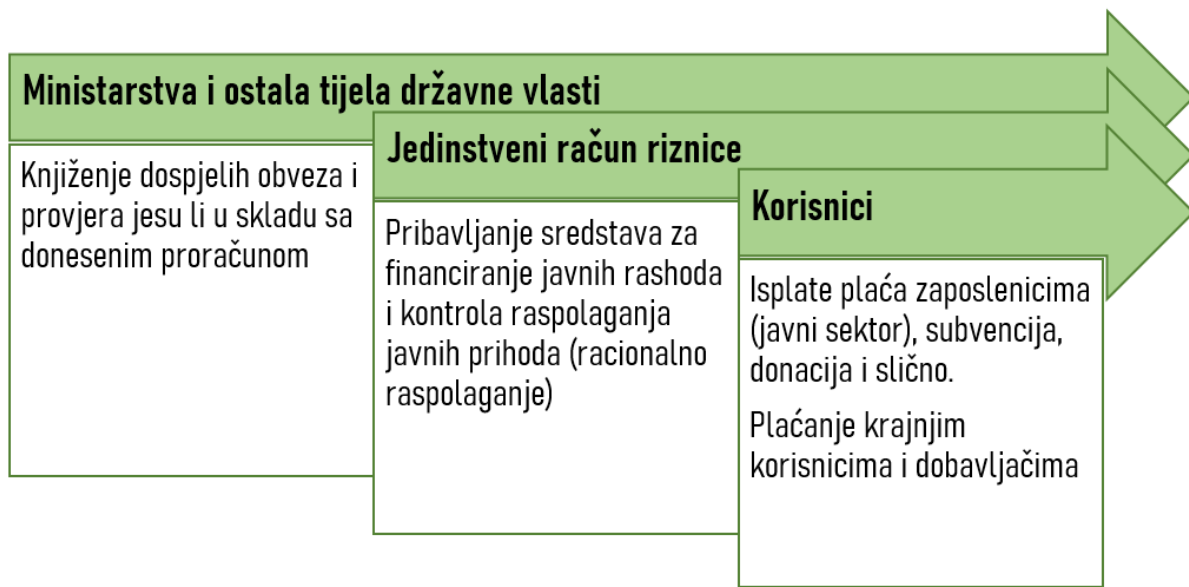 Ministarstva i ostala tijela državne vlasti
Knjiženje dospjelih obveza i
provjera jesu li u skladu sa
donesenim proračunom
Jedinstveni račun riznice
Pribavljanje sredstava za
financiranje javnih rashoda
i kontrola raspolaganja
javnih prihoda (racionalno
raspolaganje)
Korisnici
Isplate plaća zaposlenicima
(javni sektor), subvencija,
donacija i slično.
Plaćanje krajnjim
korisnicima i dobavljačima